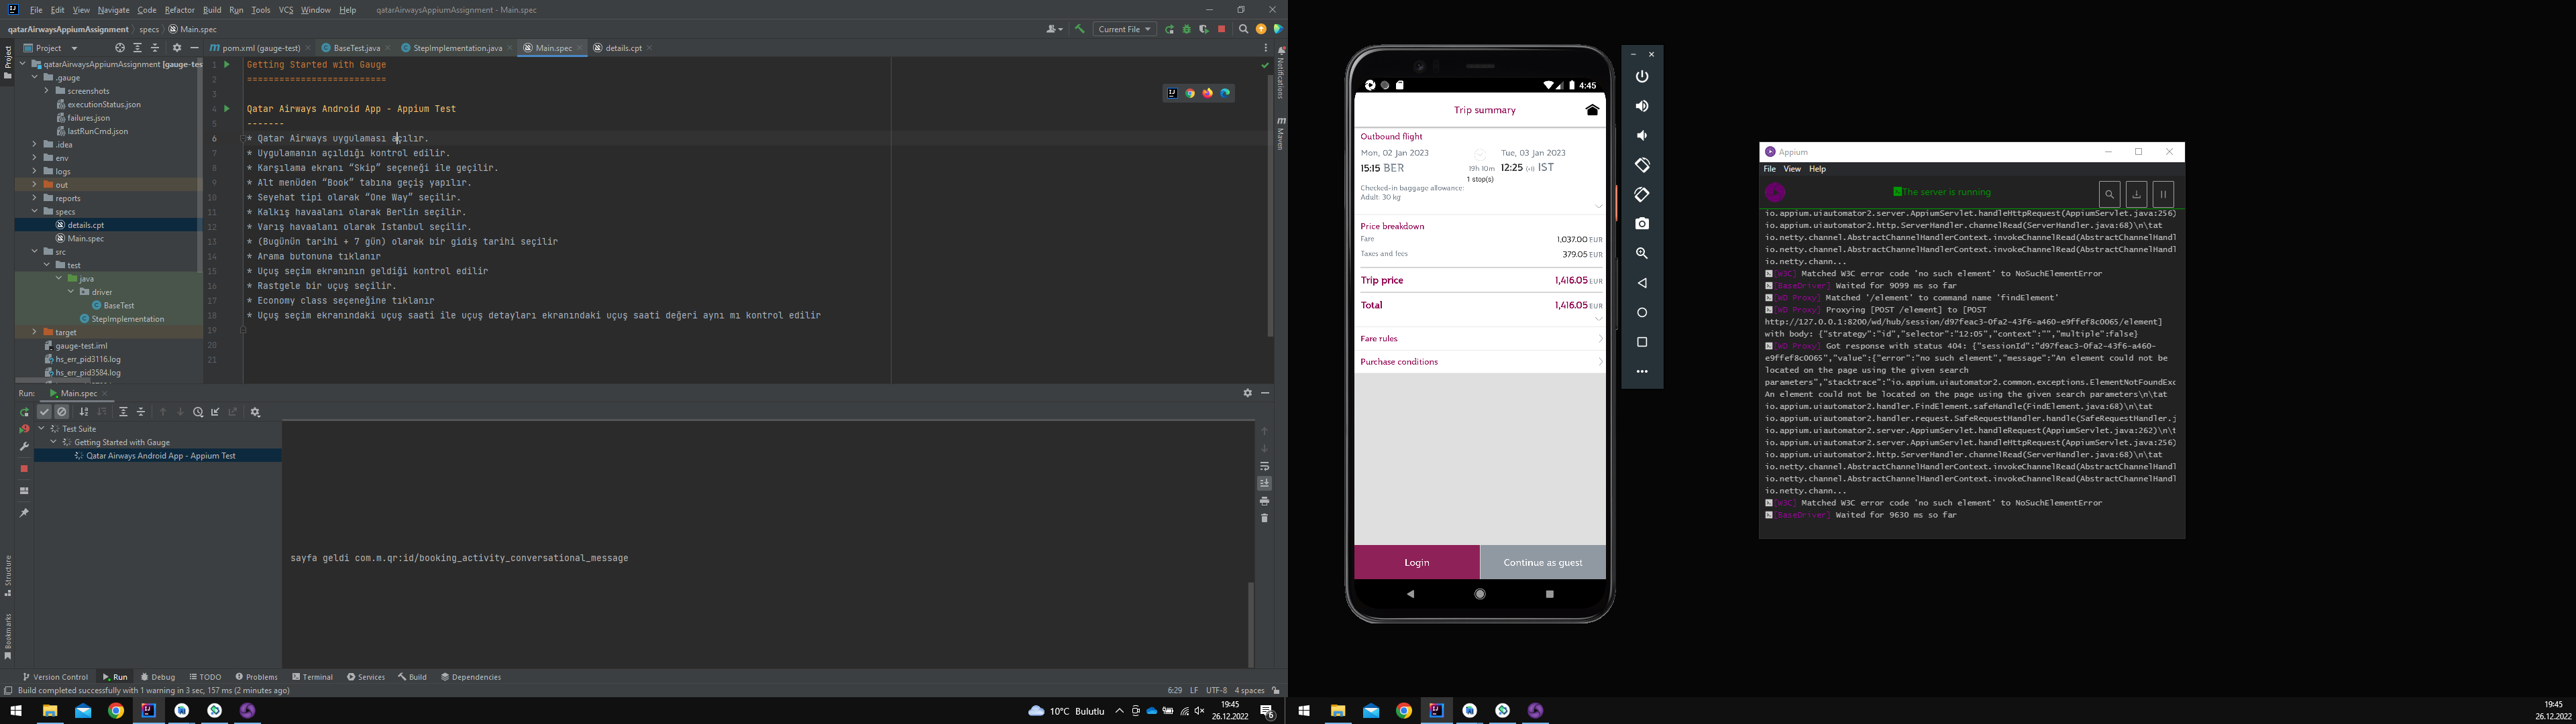 File Edit View Navigate Code Refactor Build Run Tools VCS Window Help qatarAirwaysAppiumAssignment - Main.spec
qatarAirwaysAppiumAssignment specs Main.spec
Current File
Project
pom.xml (gauge-test) BaseTest.java StepImplementation.java Main.spec details.cpt
Project
qatarAirwaysAppiumAssignment [gauge-tes
.gauge
screenshots
executionStatus.json
failures.json
lastRunCmd.json
.idea
env
logs
out
reports
specs
details.cpt
Main.spec
src
test
java
driver
BaseTest
StepImplementation
target
gauge-test.iml
hs_err_pid3116.log
hs_err_pid3584.log
1 Getting Started with Gauge
2 ==========================
3
4 Qatar Airways Android App - Appium Test
5 -------
6 * Qatar Airways uygulaması açılır.
7 * Uygulamanın açıldığı kontrol edilir.
8 * Karşılama ekranı “Skip” seçeneği ile geçilir.
9 * Alt menüden “Book” tabına geçiş yapılır.
10 * Seyehat tipi olarak “One Way” seçilir.
11 * Kalkış havaalanı olarak Berlin seçilir.
12 * Varış havaalanı olarak Istanbul seçilir.
13 * (Bugünün tarihi + 7 gün) olarak bir gidiş tarihi seçilir
14 * Arama butonuna tıklanır
15 * Uçuş seçim ekranının geldiği kontrol edilir
16 * Rastgele bir uçuş seçilir.
17 * Economy class seçeneğine tıklanır
18 * Uçuş seçim ekranındaki uçuş saati ile uçuş detayları ekranındaki uçuş saati değeri aynı mı kontrol edilir
19
20
21
Notifications
Maven
Run: Main.spec
Test Suite
Getting Started with Gauge
Qatar Airways Android App - Appium Test
sayfa geldi com.m.qr:id/booking_activity_conversational_message
Structure
Bookmarks
Version Control Run Debug TODO Problems Terminal Services Build Dependencies
Build completed successfully with 1 warning in 3 sec, 157 ms (2 minutes ago)
6:29 LF UTF-8 4 spaces
10°C Bulutlu
19:45
26.12.2022
6
4:45
Trip summary
Outbound flight
Mon, 02 Jan 2023 Tue, 03 Jan 2023
15:15 BER 19h 10m 12:25 (+1) IST
1 stop(s)
Checked-in baggage allowance:
Adult: 30 kg
Price breakdown
Fare 1,037.00 EUR
Taxes and fees 379.05 EUR
Trip price 1,416.05 EUR
Total 1,416.05 EUR
Fare rules
Purchase conditions
Login Continue as guest
Appium
File View Help
The server is running
io.appium.uiautomator2.server.AppiumServlet.handleHttpRequest(AppiumServlet.java:256)
io.appium.uiautomator2.http.ServerHandler.channelRead(ServerHandler.java:68)\n\tat
io.netty.channel.AbstractChannelHandlerContext.invokeChannelRead(AbstractChannelHandl
io.netty.channel.AbstractChannelHandlerContext.invokeChannelRead(AbstractChannelHandl
io.netty.chann...
[W3C] Matched W3C error code 'no such element' to NoSuchElementError
[BaseDriver] Waited for 9099 ms so far
[WD Proxy] Matched '/element' to command name 'findElement'
[WD Proxy] Proxying [POST /element] to [POST
http://127.0.0.1:8200/wd/hub/session/d97feac3-0fa2-43f6-a460-e9ffef8c0065/element]
with body: {"strategy":"id","selector":"12:05","context":"","multiple":false}
[WD Proxy] Got response with status 404: {"sessionId":"d97feac3-0fa2-43f6-a460-
e9ffef8c0065","value":{"error":"no such element","message":"An element could not be
located on the page using the given search
parameters","stacktrace":"io.appium.uiautomator2.common.exceptions.ElementNotFoundExc
An element could not be located on the page using the given search parameters\n\tat
io.appium.uiautomator2.handler.FindElement.safeHandle(FindElement.java:68)\n\tat
io.appium.uiautomator2.handler.request.SafeRequestHandler.handle(SafeRequestHandler.j
io.appium.uiautomator2.server.AppiumServlet.handleRequest(AppiumServlet.java:262)\n\t
io.appium.uiautomator2.server.AppiumServlet.handleHttpRequest(AppiumServlet.java:256)
io.appium.uiautomator2.http.ServerHandler.channelRead(ServerHandler.java:68)\n\tat
io.netty.channel.AbstractChannelHandlerContext.invokeChannelRead(AbstractChannelHandl
io.netty.channel.AbstractChannelHandlerContext.invokeChannelRead(AbstractChannelHandl
io.netty.chann...
[W3C] Matched W3C error code 'no such element' to NoSuchElementError
[BaseDriver] Waited for 9630 ms so far
19:45
26.12.2022